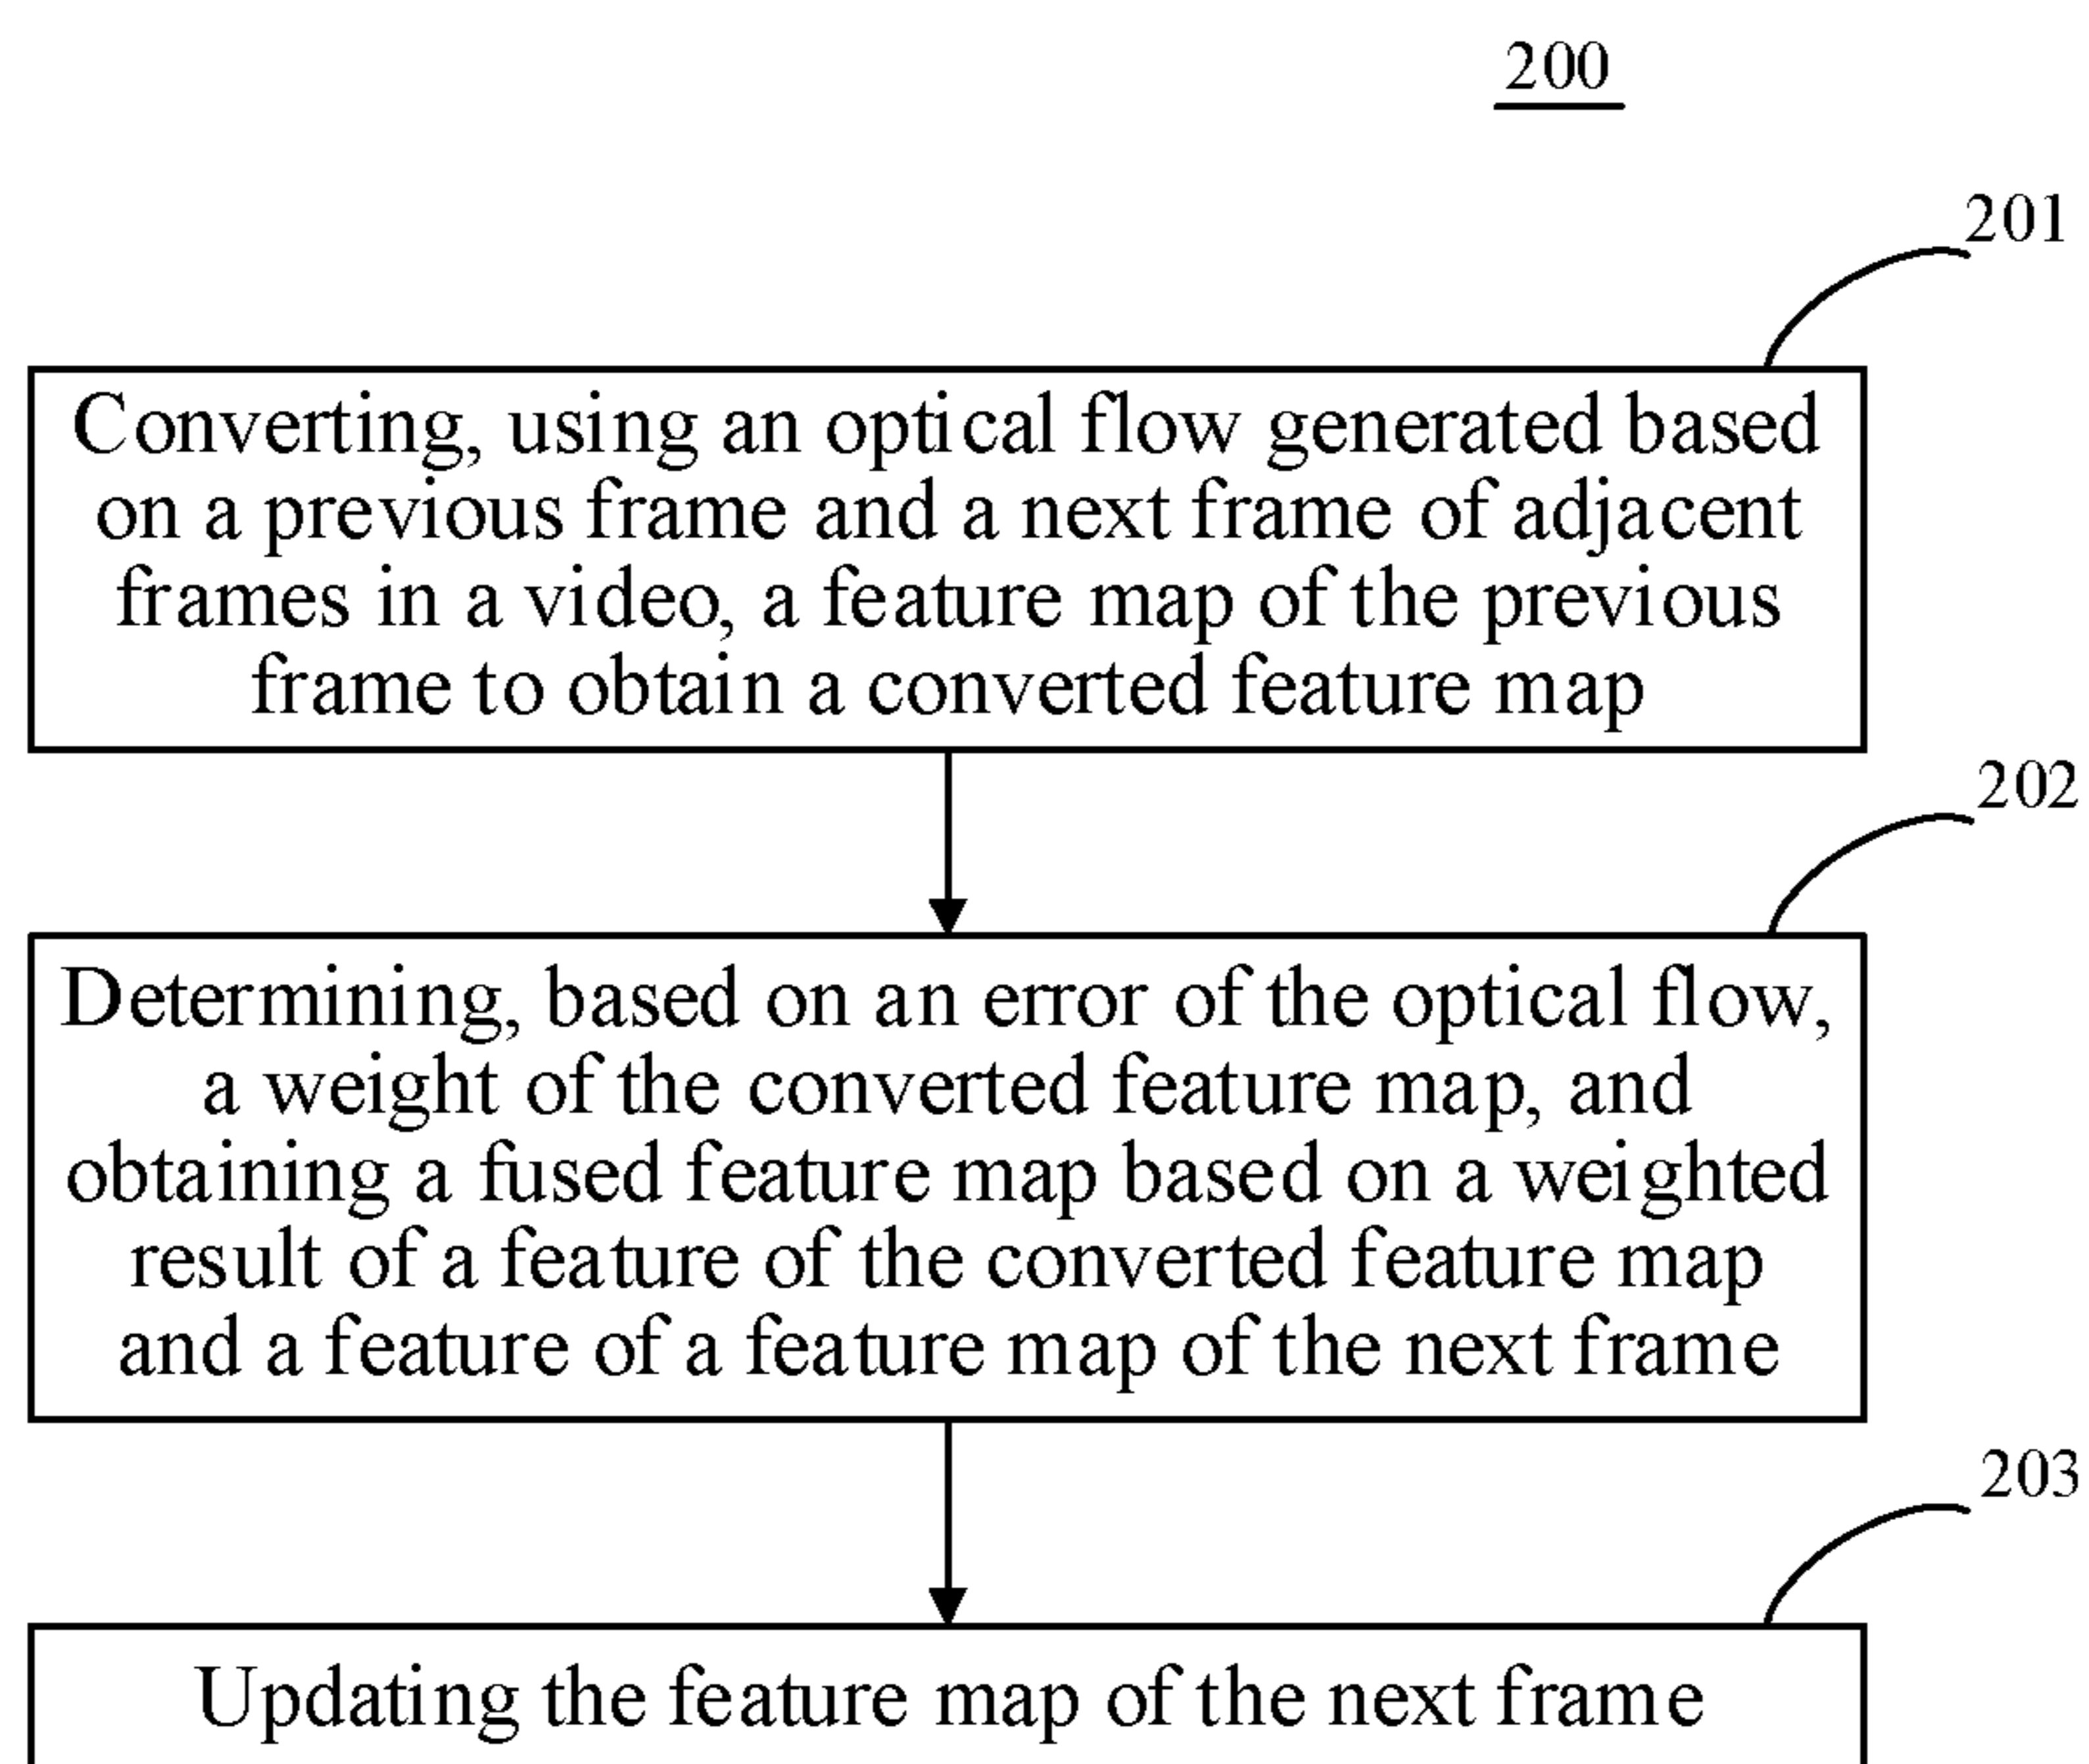 200
201
Converting, using an optical flow generated based
on a previous frame and a next frame of adjacent
frames in a video, a feature map of the previous
frame to obtain a converted feature map
202
Determining, based on an error of the optical flow,
a weight of the converted feature map, and
obtaining a fused feature map based on a weighted
result of a feature of the converted feature map
and a feature of a feature map of the next frame
203
Updating the feature map of the next frame